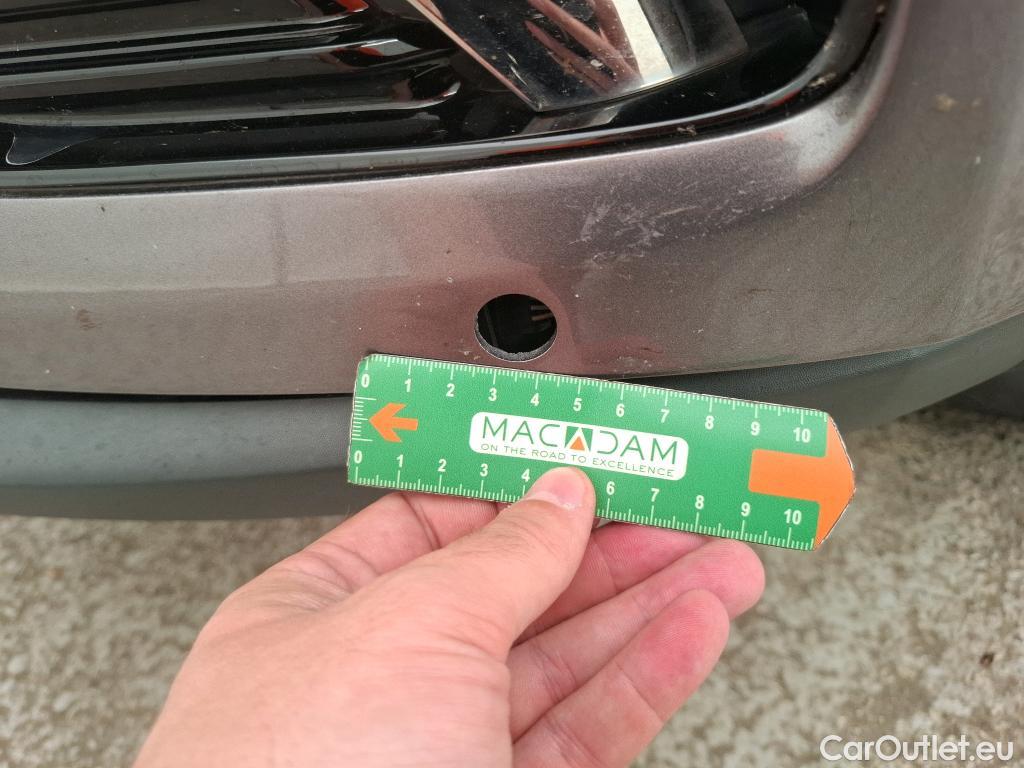 0 1 2 3 4 5 6 7 8 9 10
MACADAM
ON THE ROAD TO EXCELLENCE
0 1 2 3 4 6 7 8 9 10
CarOutlet.eu